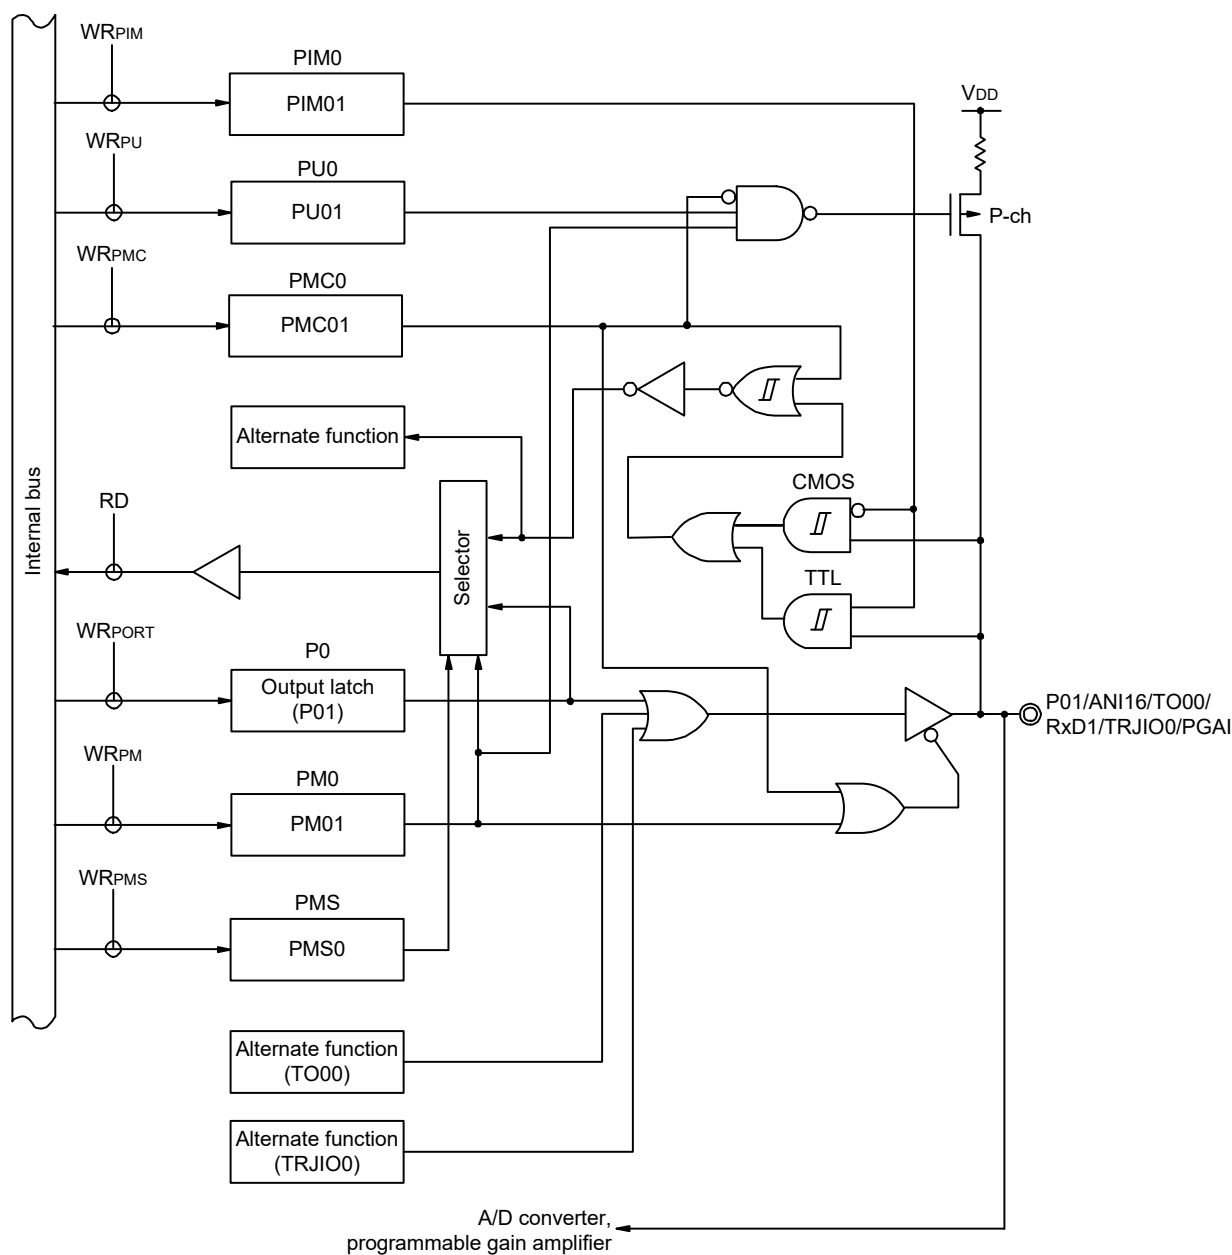 WRPIM
PIM0
PIM01
VDD
WRPU
PU0
PU01
P-ch
WRPMC
PMC0
PMC01
Alternate function
Internal bus
RD
Selector
CMOS
TTL
WRPORT
P0
Output latch
(P01)
P01/ANI16/TO00/
RxD1/TRJIO0/PGAI
WRPM
PM0
PM01
WRPMS
PMS
PMS0
Alternate function
(TO00)
Alternate function
(TRJIO0)
A/D converter,
programmable gain amplifier